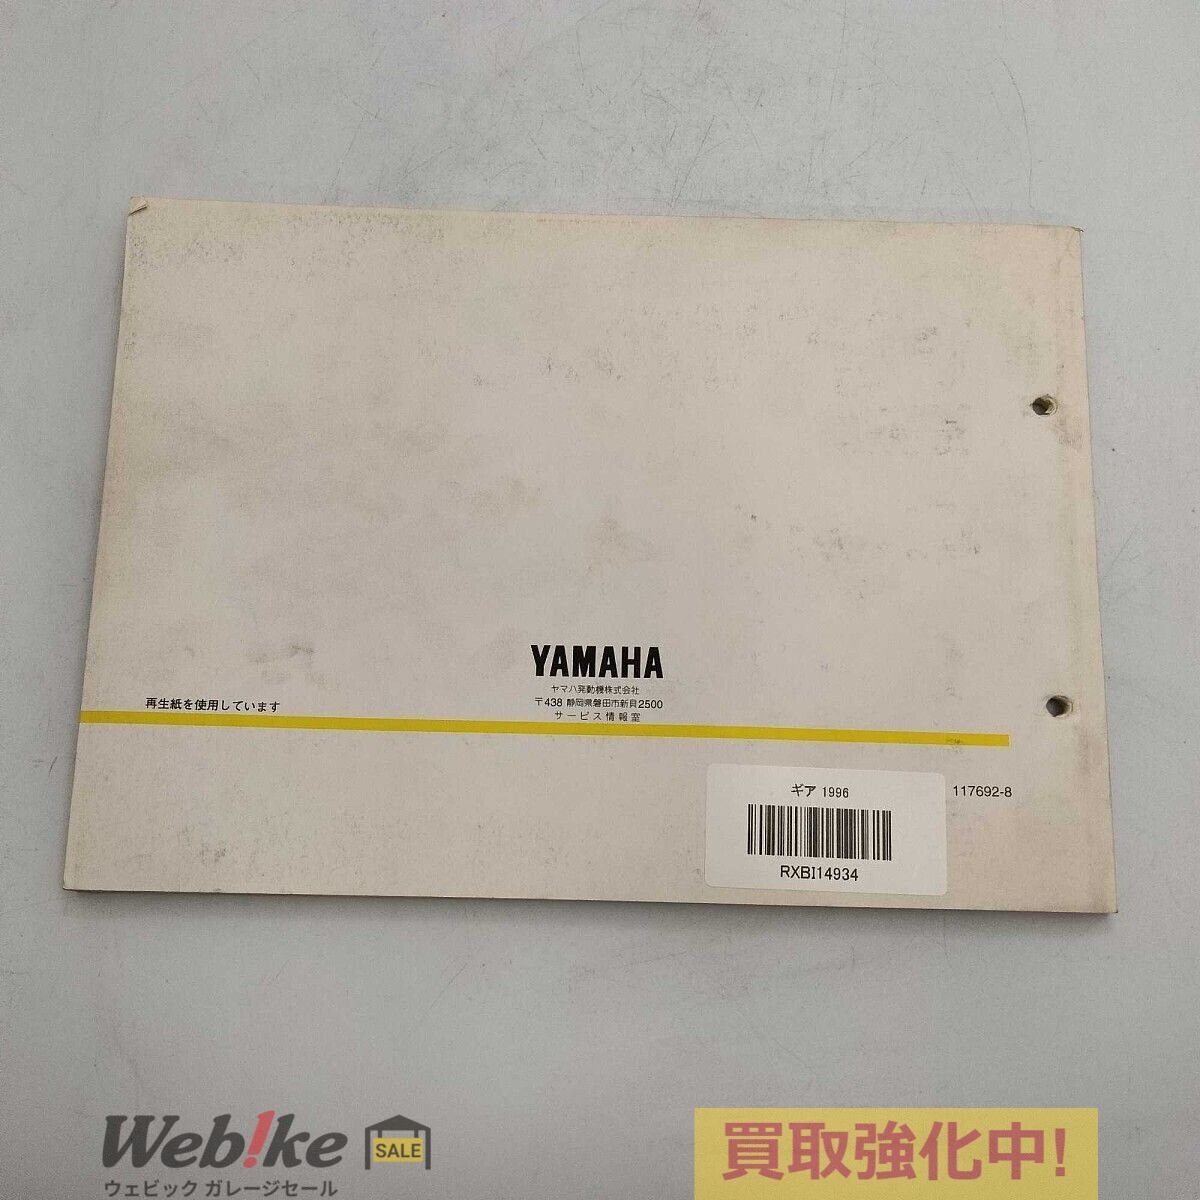 YAMAHA
ヤマハ発動機株式会社
〒438 静岡県磐田市新貝2500
サービス情報室
再生紙を使用しています
ギア 1996
117692-8
RXBI14934
Web!ke SALE
ウェビック ガレージセール
買取強化中!